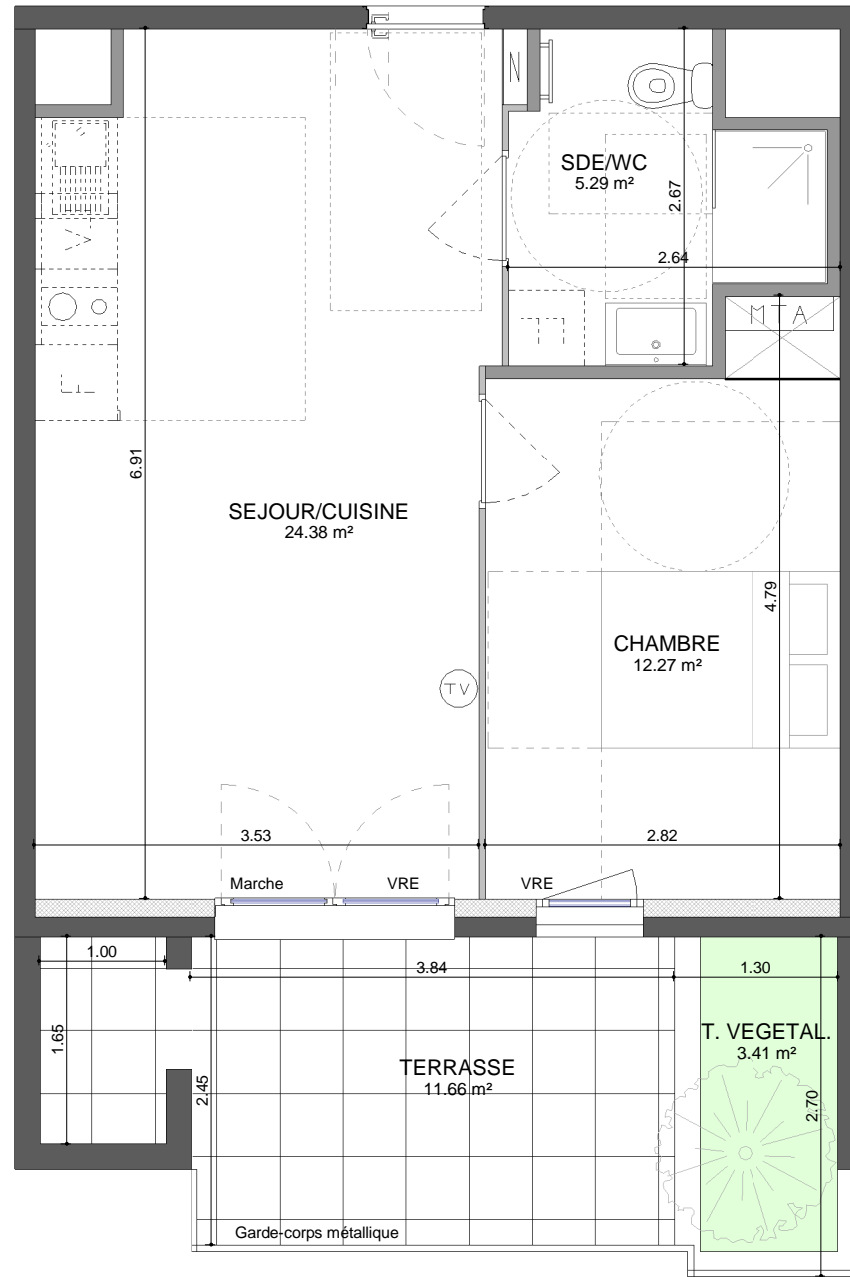 N
SDE/WC
5.29 m²
2.67
2.64
V
F
MTA
6.91
SEJOUR/CUISINE
24.38 m²
4.79
CHAMBRE
12.27 m²
TV
3.53
2.82
Marche
VRE
VRE
1.00
3.84
1.30
1.65
T. VEGETAL.
3.41 m²
TERRASSE
11.66 m²
2.45
2.70
Garde-corps métallique